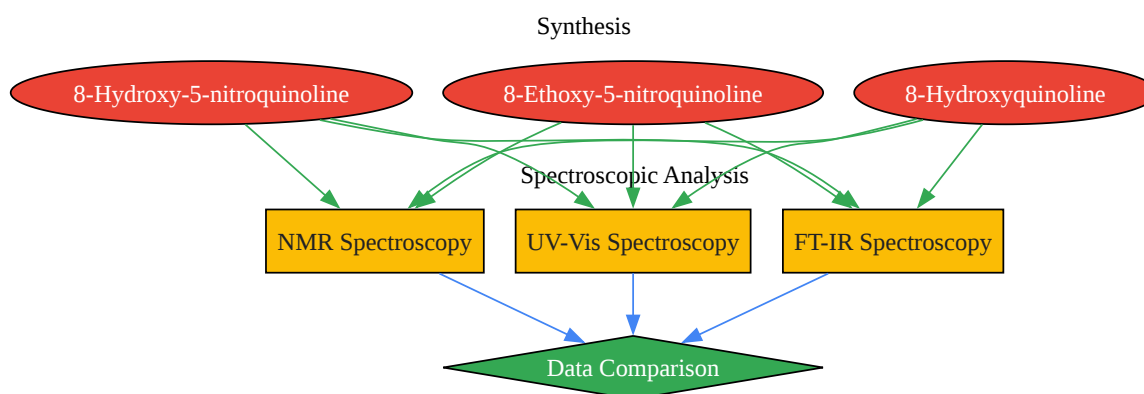 Synthesis
8-Hydroxy-5-nitroquinoline
8-Ethoxy-5-nitroquinoline
8-Hydroxyquinoline
Spectroscopic Analysis
NMR Spectroscopy
UV-Vis Spectroscopy
FT-IR Spectroscopy
Data Comparison